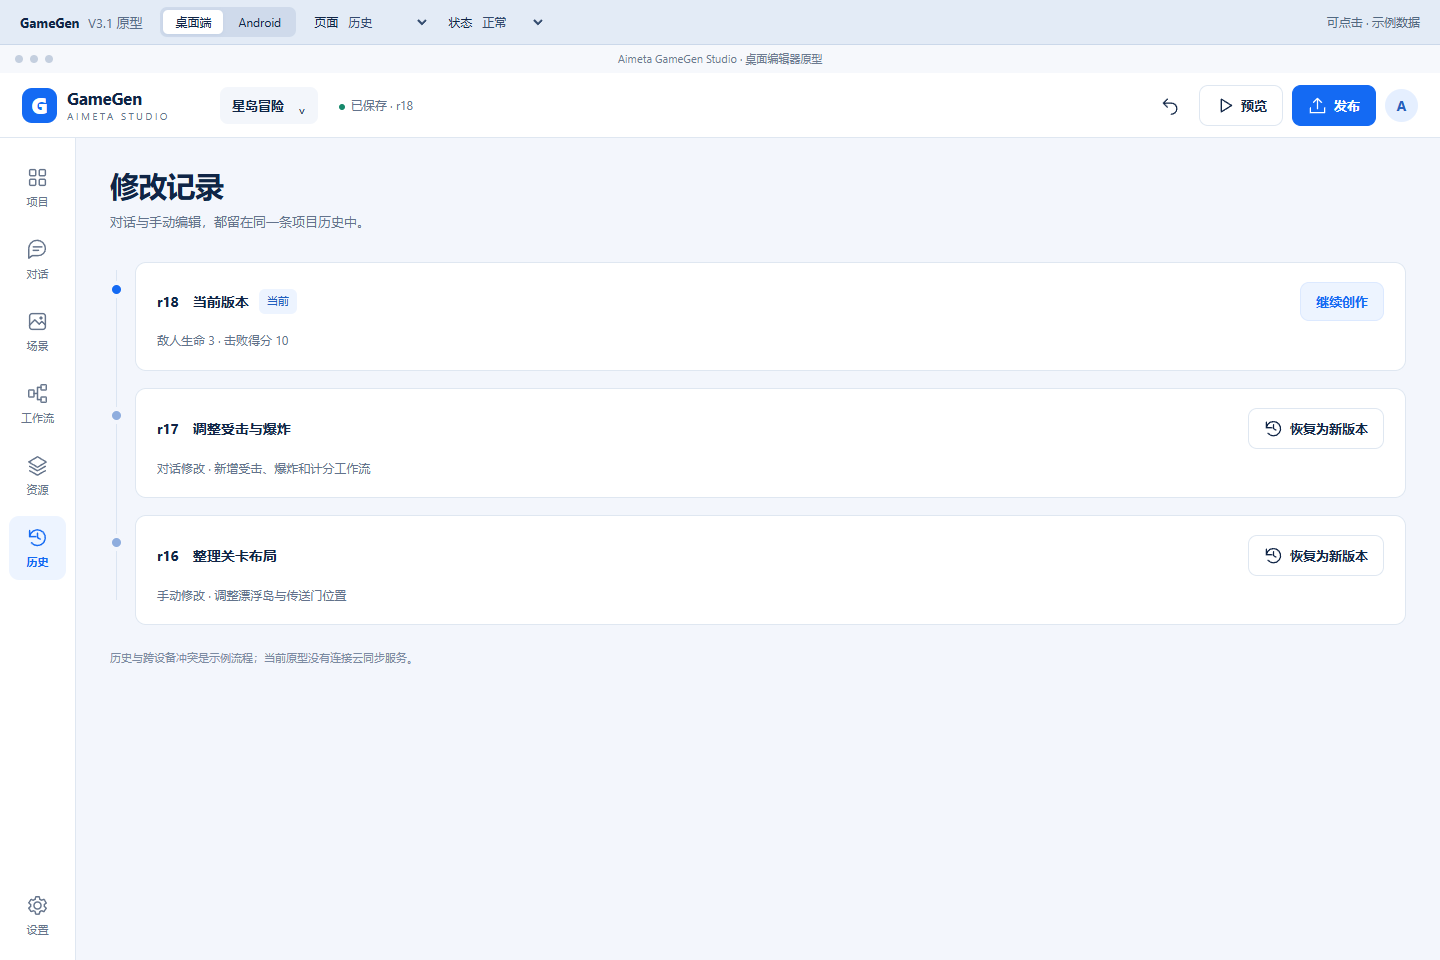 GameGen V3.1 原型 桌面端 Android 页面 历史 状态 正常 可点击 · 示例数据
Aimeta GameGen Studio · 桌面编辑器原型
G GameGen
AIMETA STUDIO
星岛冒险 已保存 · r18 预览 发布 A
项目
对话
场景
工作流
资源
历史
设置
修改记录
对话与手动编辑，都留在同一条项目历史中。
r18 当前版本 当前 继续创作
敌人生命 3 · 击败得分 10
r17 调整受击与爆炸 恢复为新版本
对话修改 · 新增受击、爆炸和计分工作流
r16 整理关卡布局 恢复为新版本
手动修改 · 调整漂浮岛与传送门位置
历史与跨设备冲突是示例流程；当前原型没有连接云同步服务。